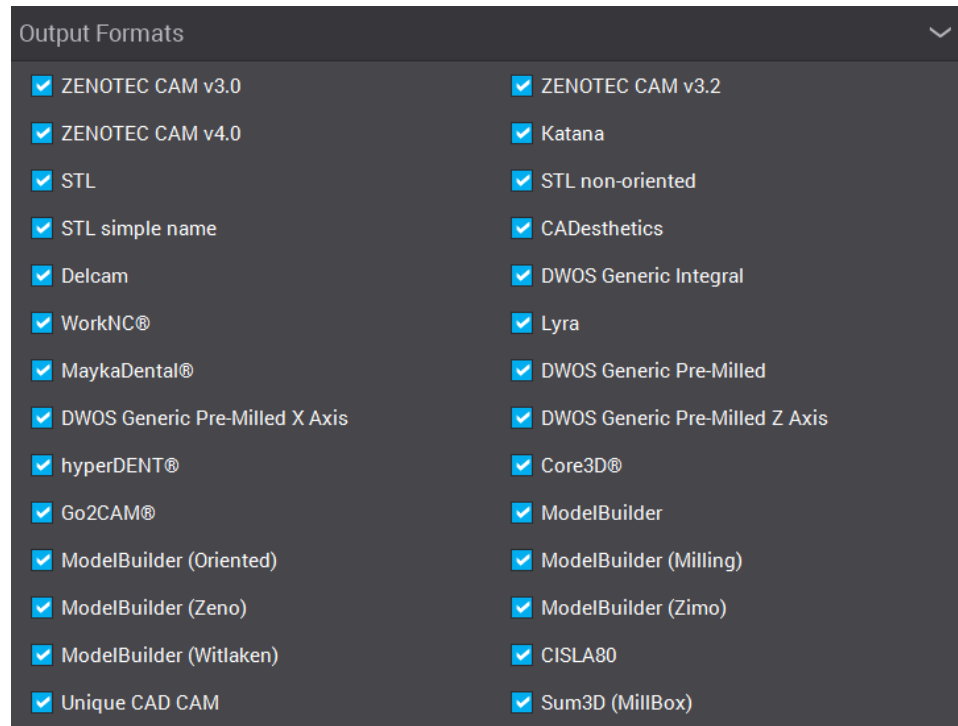 Output Formats
ZENOTEC CAM v3.0 ZENOTEC CAM v3.2
ZENOTEC CAM v4.0 Katana
STL STL non-oriented
STL simple name CADesthetics
Delcam DWOS Generic Integral
WorkNC® Lyra
MaykaDental® DWOS Generic Pre-Milled
DWOS Generic Pre-Milled X Axis DWOS Generic Pre-Milled Z Axis
hyperDENT® Core3D®
Go2CAM® ModelBuilder
ModelBuilder (Oriented) ModelBuilder (Milling)
ModelBuilder (Zeno) ModelBuilder (Zimo)
ModelBuilder (Witlaken) CISLA80
Unique CAD CAM Sum3D (MillBox)